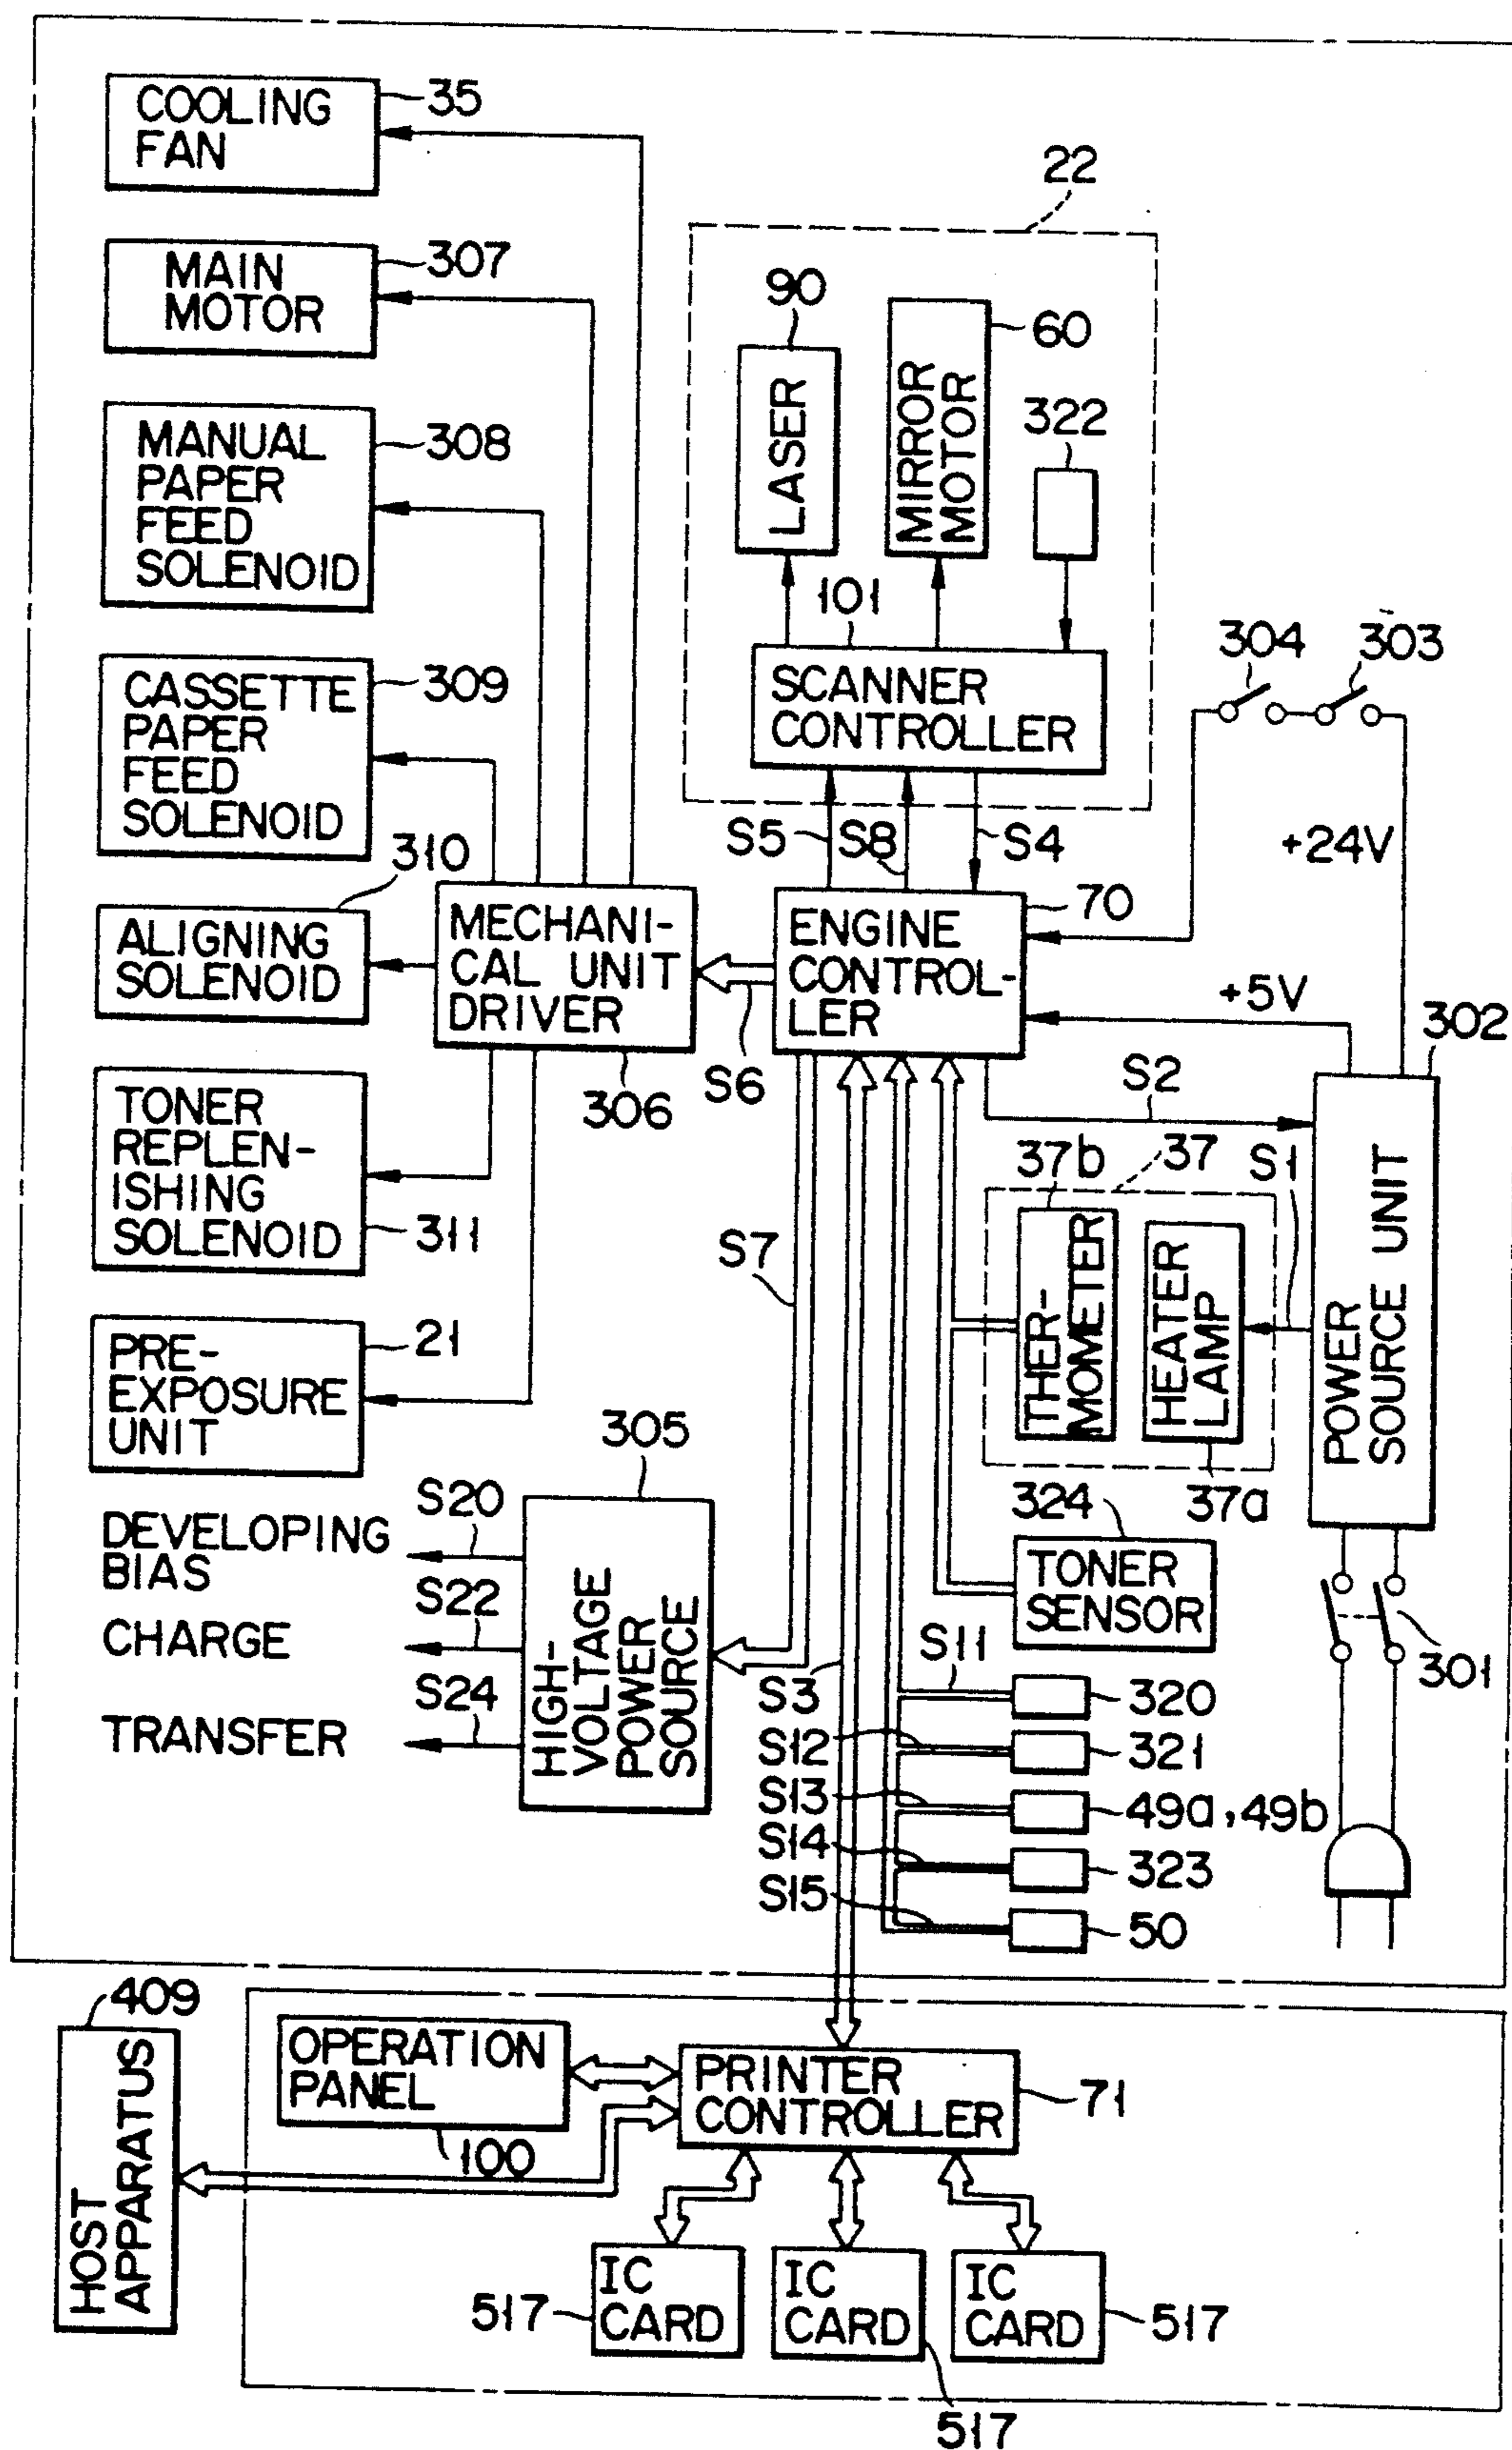 COOLING
FAN
35
MAIN
MOTOR
307
MANUAL
PAPER
FEED
SOLENOID
308
CASSETTE
PAPER
FEED
SOLENOID
309
310
ALIGNING
SOLENOID
TONER
REPLEN-
ISHING
SOLENOID
311
PRE-
EXPOSURE
UNIT
21
MECHANI-
CAL UNIT
DRIVER
306
S6
22
90
LASER
60
MIRROR
MOTOR
322
101
SCANNER
CONTROLLER
S5
S8
S4
304
303
+24V
ENGINE
CONTROL-
LER
70
+5V
302
S2
37b
37
S1
THER-
MOMETER
HEATER
LAMP
POWER
SOURCE UNIT
37a
S7
305
HIGH-
VOLTAGE
POWER
SOURCE
S20
DEVELOPING
BIAS
S22
CHARGE
S24
TRANSFER
324
TONER
SENSOR
301
S3
S11
320
S12
321
S13
49a, 49b
S14
323
S15
50
409
HOST
APPARATUS
OPERATION
PANEL
100
PRINTER
CONTROLLER
71
IC
CARD
517
IC
CARD
517
IC
CARD
517